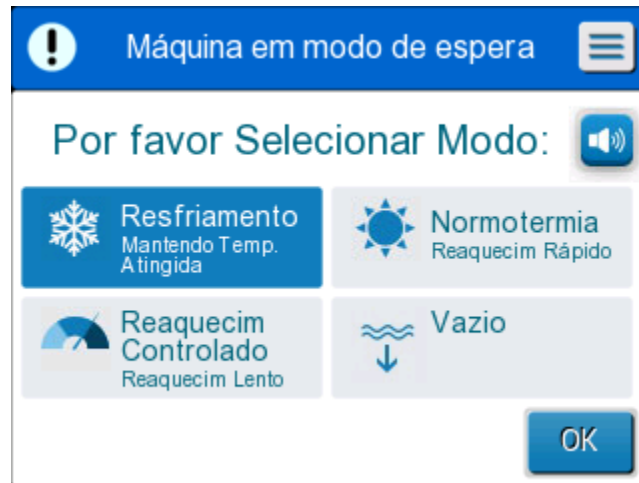 Máquina em modo de espera
Por favor Selecionar Modo:
Resfriamento
Mantendo Temp.
Atingida
Normotermia
Reaquecim Rápido
Reaquecim
Controlado
Reaquecim Lento
Vazio
OK